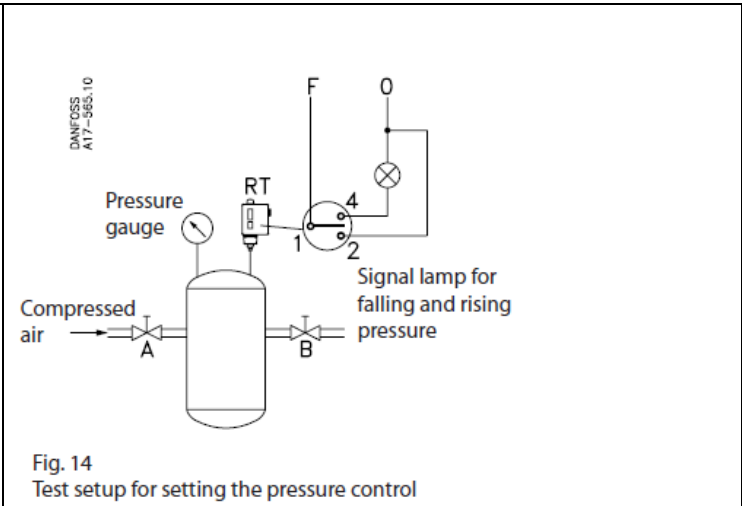 DANFOSS
A17-565.10
F
O
RT
4
1
2
Pressure
gauge
Signal lamp for
falling and rising
pressure
Compressed
air
A
B
Fig. 14
Test setup for setting the pressure control